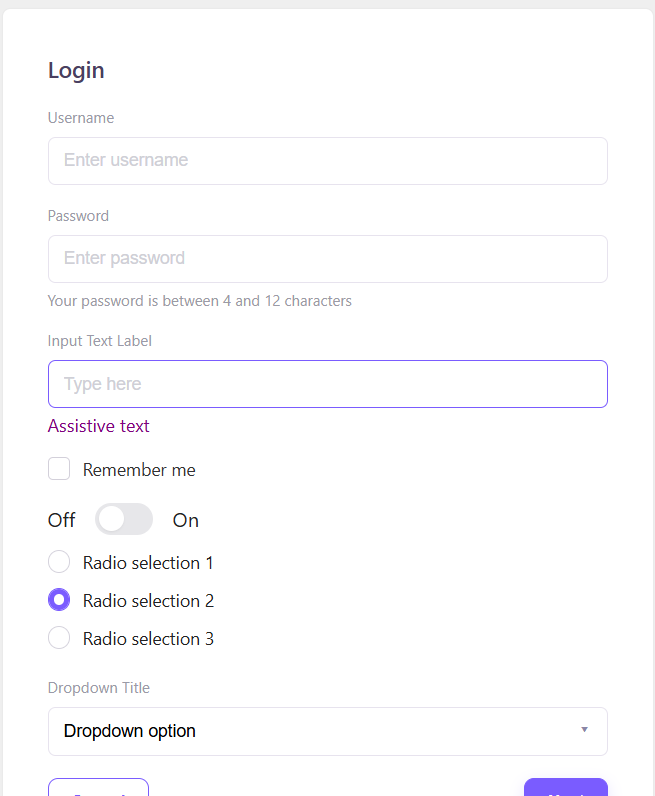 Login
Username
Enter username
Password
Enter password
Your password is between 4 and 12 characters
Input Text Label
Type here
Assistive text
Remember me
Off On
Radio selection 1
Radio selection 2
Radio selection 3
Dropdown Title
Dropdown option